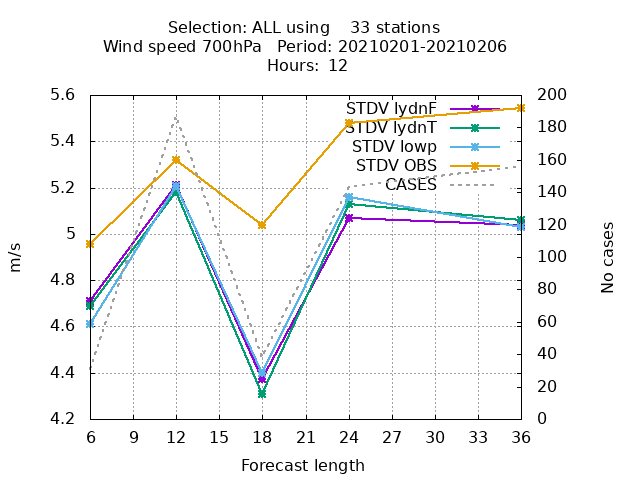 Selection: ALL using    33 stations
Wind speed 700hPa   Period: 20210201-20210206
Hours:  12
5.6
5.4
5.2
5
4.8
4.6
4.4
4.2
m/s
200
180
160
140
120
100
80
60
40
20
0
No cases
STDV lydnF
STDV lydnT
STDV lowp
STDV OBS
CASES
6 9 12 15 18 21 24 27 30 33 36
Forecast length